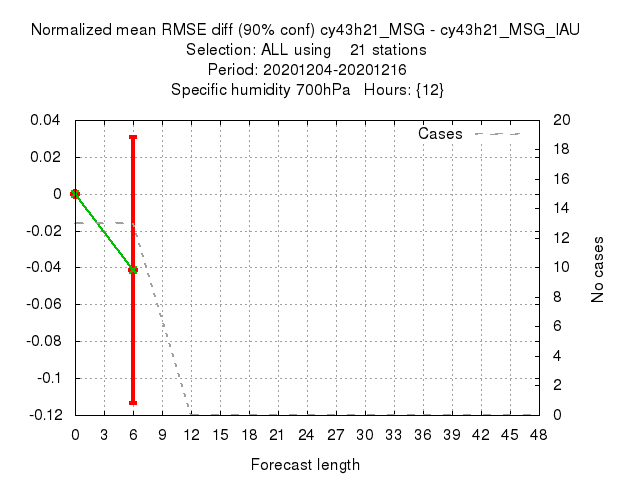 Normalized mean RMSE diff (90% conf) cy43h21_MSG - cy43h21_MSG_IAU
Selection: ALL using 21 stations
Period: 20201204-20201216
Specific humidity 700hPa Hours: {12}
Cases
0.04
0.02
0
-0.02
-0.04
-0.06
-0.08
-0.1
-0.12
20
18
16
14
12
10
8
6
4
2
0
No cases
0 3 6 9 12 15 18 21 24 27 30 33 36 39 42 45 48
Forecast length